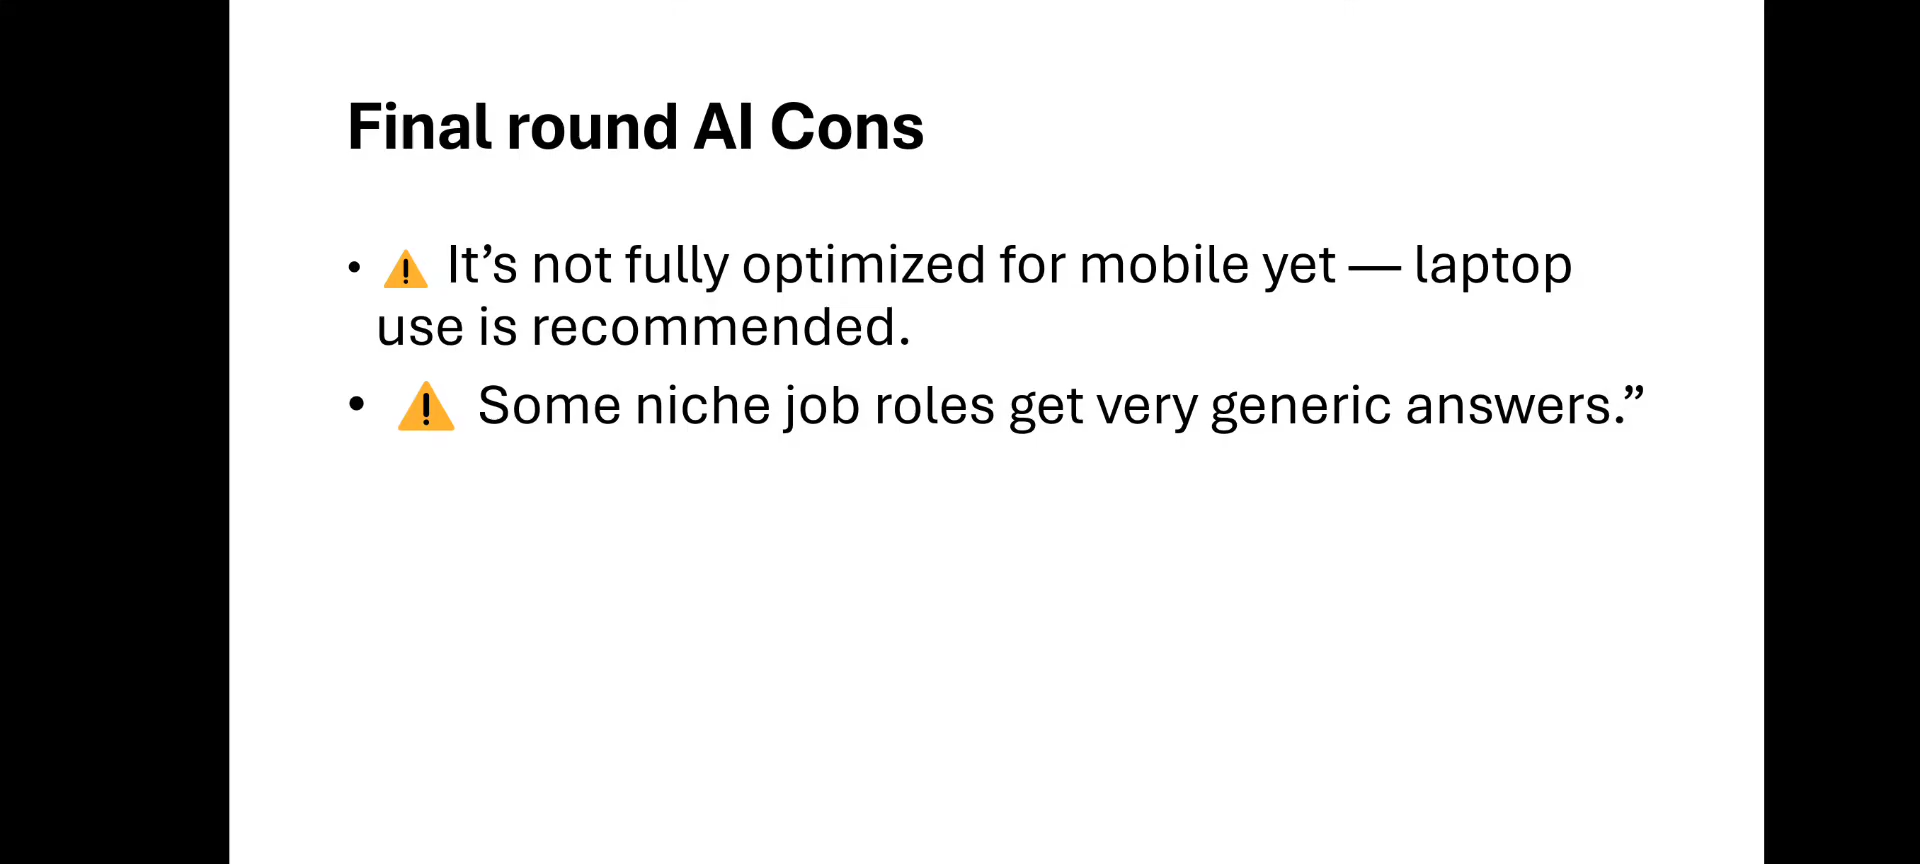 Final round AI Cons
• ⚠️ It’s not fully optimized for mobile yet — laptop
use is recommended.
• ⚠️ Some niche job roles get very generic answers.”